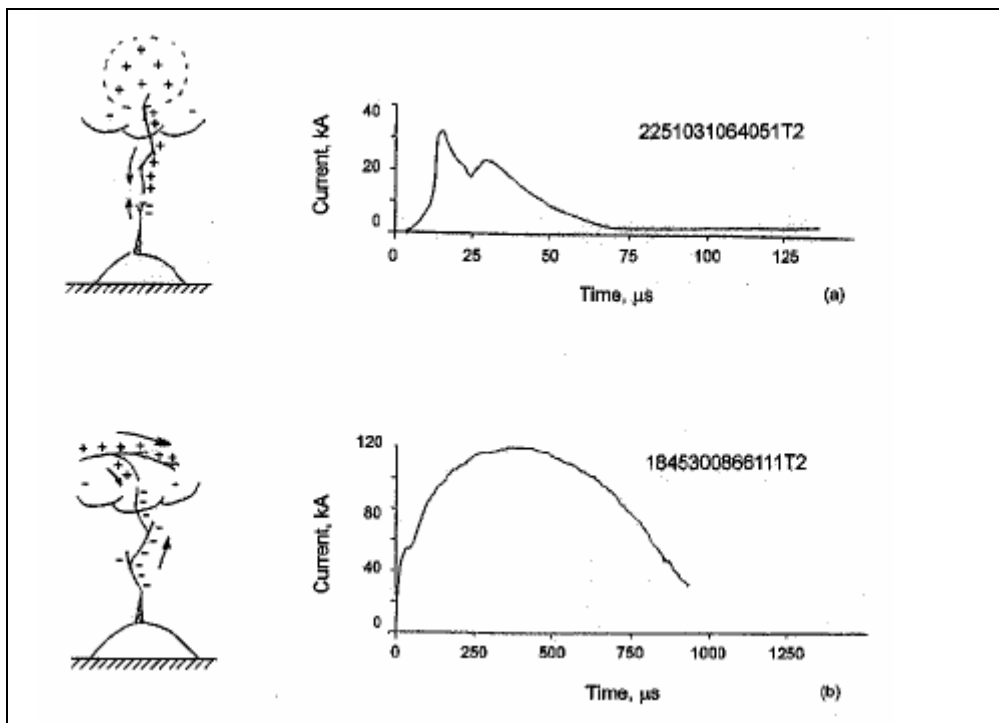 40
20
0
Current, kA
2251031064051T2
0 25 50 75 100 125
Time, μs
(a)
120
80
40
0
Current, kA
1845300866111T2
0 250 500 750 1000 1250
Time, μs
(b)